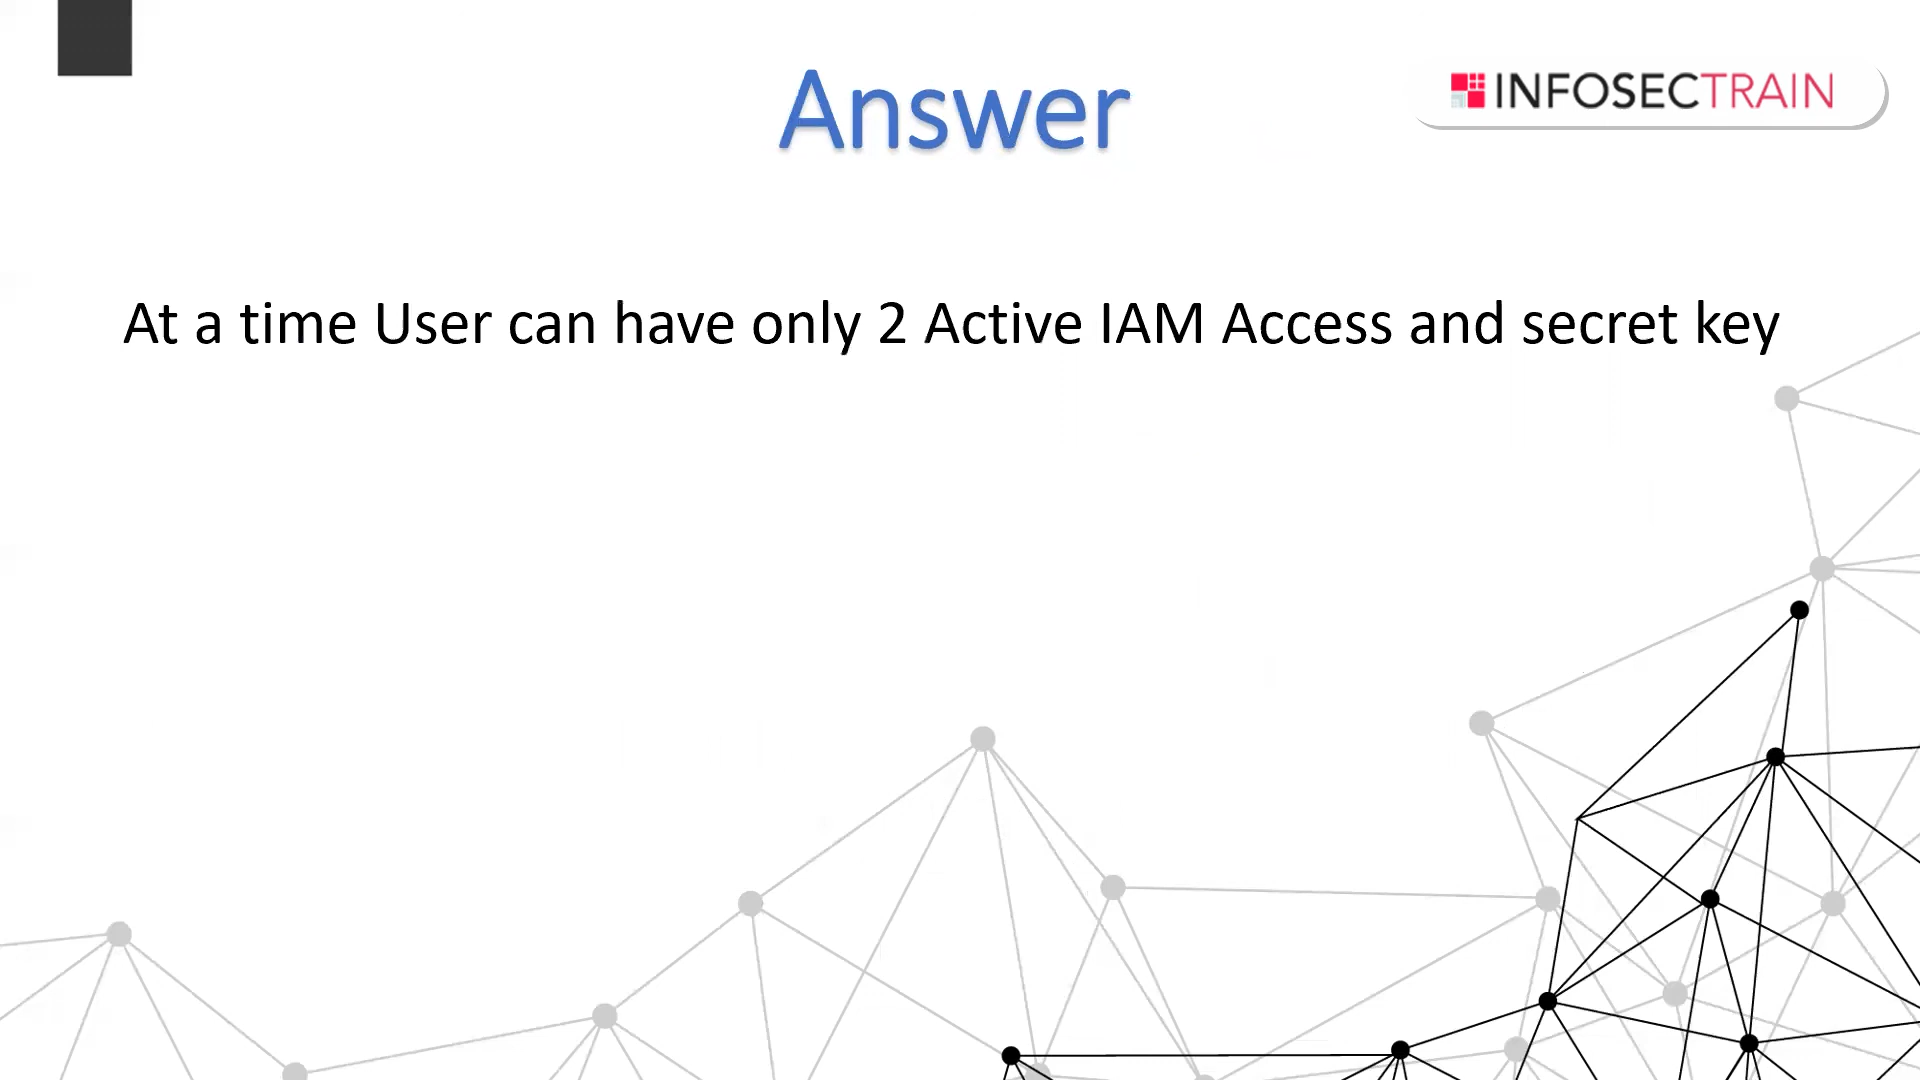 Answer
INFOSECTRAIN
At a time User can have only 2 Active IAM Access and secret key